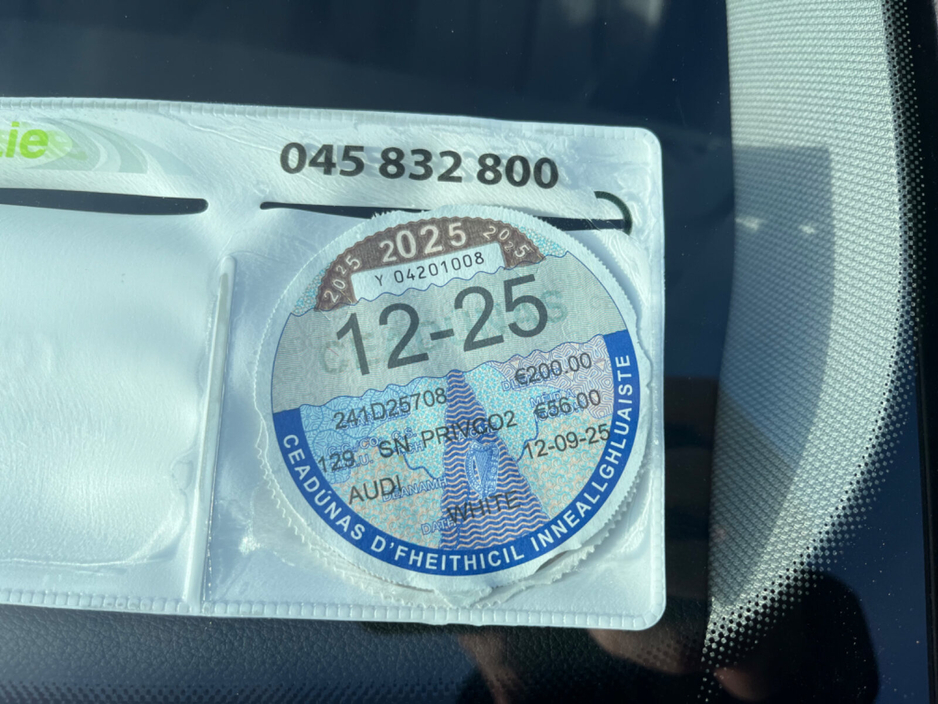 .ie
045 832 800
2025 2025 2025
Y 04201008
12-25
241D25708 €200.00
129 SN PRIVCO2 €56.00
AUDI 12-09-25
WHITE
CEADÚNAS D'FHEITHICIL INNEALLGHLUAISTE